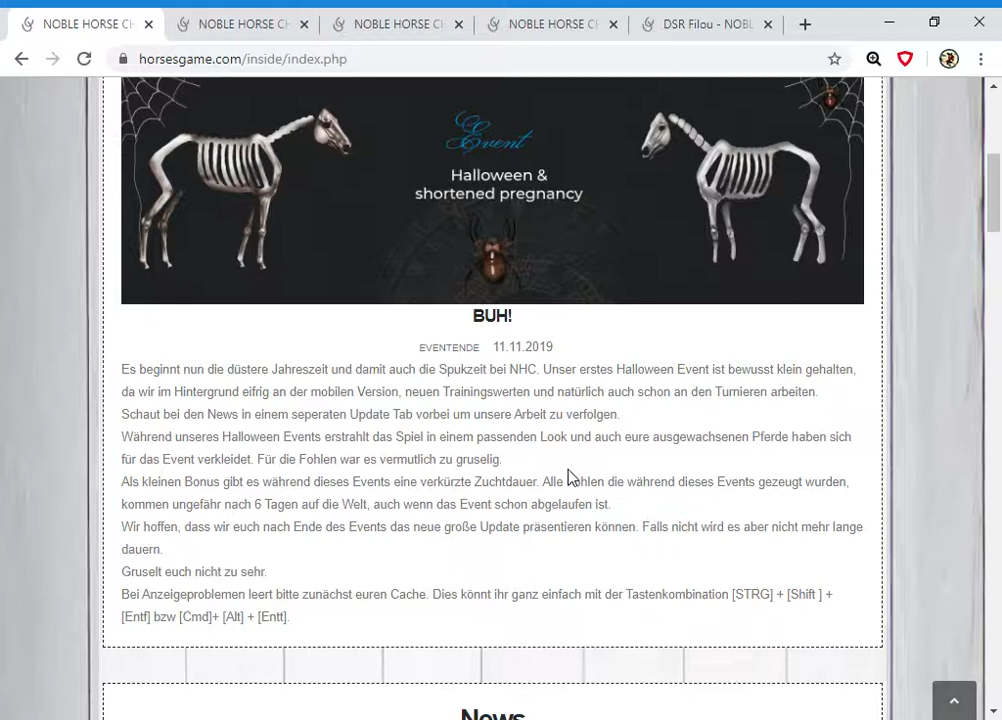 NOBLE HORSE CH
NOBLE HORSE CH
NOBLE HORSE CH
NOBLE HORSE CH
DSR Filou - NOBL
horsesgame.com/inside/index.php
Event
Halloween &
shortened pregnancy
BUH!
EVENTENDE 11.11.2019
Es beginnt nun die düstere Jahreszeit und damit auch die Spukzeit bei NHC. Unser erstes Halloween Event ist bewusst klein gehalten,
da wir im Hintergrund eifrig an der mobilen Version, neuen Trainingswerten und natürlich auch schon an den Turnieren arbeiten.
Schaut bei den News in einem seperaten Update Tab vorbei um unsere Arbeit zu verfolgen.
Während unseres Halloween Events erstrahlt das Spiel in einem passenden Look und auch eure ausgewachsenen Pferde haben sich
für das Event verkleidet. Für die Fohlen war es vermutlich zu gruselig.
Als kleinen Bonus gibt es während dieses Events eine verkürzte Zuchtdauer. Alle Fohlen die während dieses Events gezeugt wurden,
kommen ungefähr nach 6 Tagen auf die Welt, auch wenn das Event schon abgelaufen ist.
Wir hoffen, dass wir euch nach Ende des Events das neue große Update präsentieren können. Falls nicht wird es aber nicht mehr lange
dauern.
Gruselt euch nicht zu sehr.
Bei Anzeigeproblemen leert bitte zunächst euren Cache. Dies könnt ihr ganz einfach mit der Tastenkombination [STRG] + [Shift ] +
[Entf] bzw [Cmd]+ [Alt] + [Entt].
News